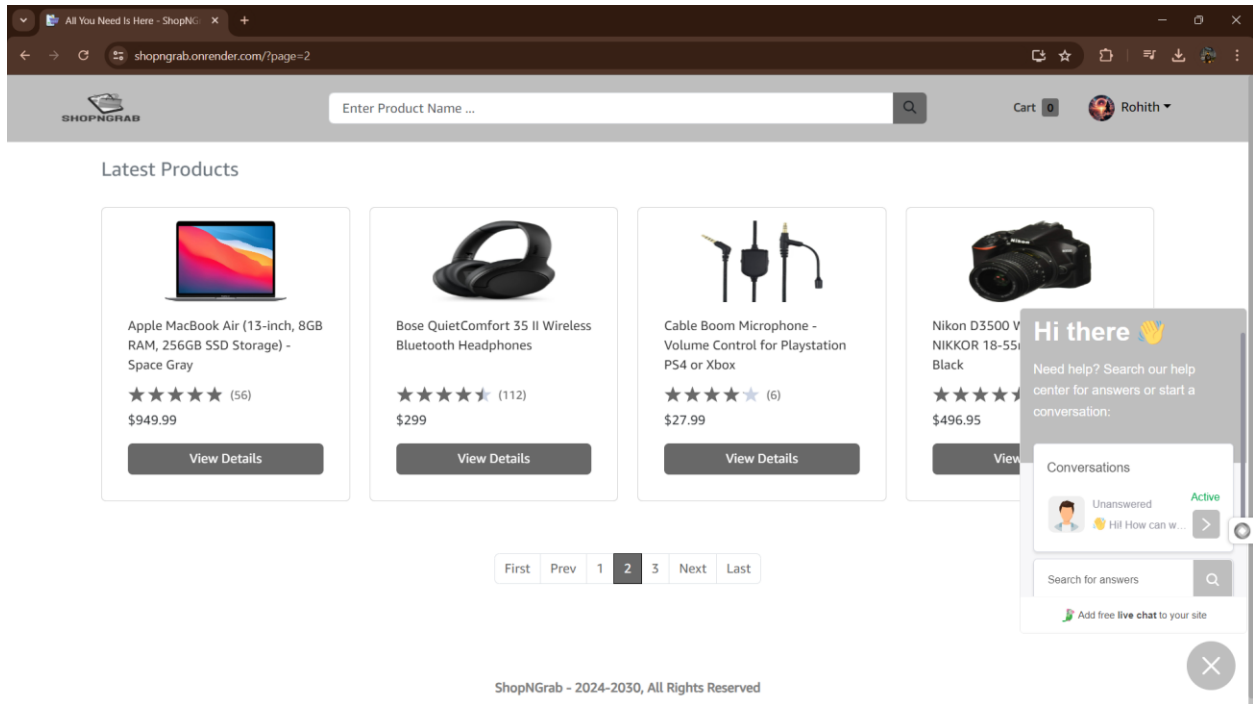 All You Need Is Here - ShopNG
shopngrab.onrender.com/?page=2
SHOPNGRAB
Enter Product Name ...
Cart 0
Rohith
Latest Products
Apple MacBook Air (13-inch, 8GB
RAM, 256GB SSD Storage) -
Space Gray
(56)
$949.99
View Details
Bose QuietComfort 35 II Wireless
Bluetooth Headphones
(112)
$299
View Details
Cable Boom Microphone -
Volume Control for Playstation
PS4 or Xbox
(6)
$27.99
View Details
Nikon
Nikon D3500 W
NIKKOR 18-55
Black
$496.95
View
Hi there 👋
Need help? Search our help
center for answers or start a
conversation:
Conversations
Unanswered
Active
👋 Hi! How can w...
Search for answers
Add free live chat to your site
First Prev 1 2 3 Next Last
ShopNGrab - 2024-2030, All Rights Reserved